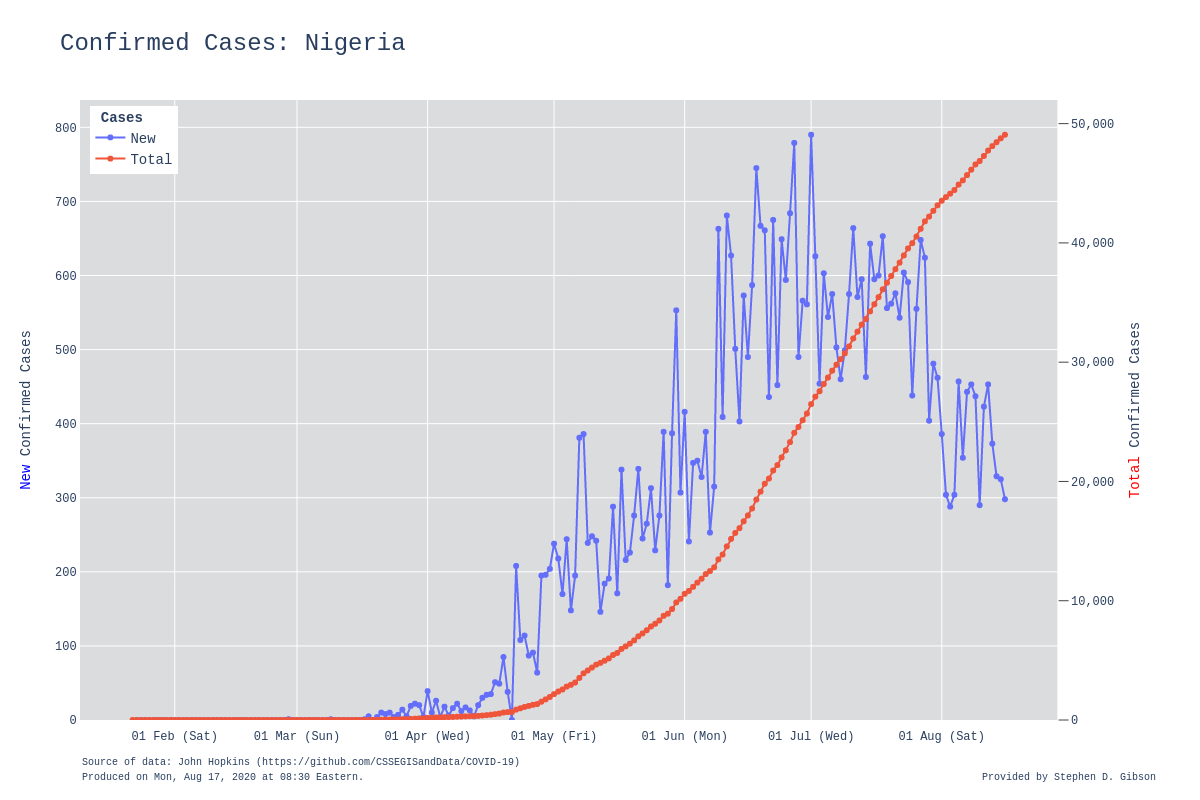 Confirmed Cases: Nigeria
Cases
New
Total
800
700
600
500
400
300
200
100
0
50,000
40,000
30,000
20,000
10,000
0
New Confirmed Cases
Total Confirmed Cases
01 Feb (Sat)
01 Mar (Sun)
01 Apr (Wed)
01 May (Fri)
01 Jun (Mon)
01 Jul (Wed)
01 Aug (Sat)
Source of data: John Hopkins (https://github.com/CSSEGISandData/COVID-19)
Produced on Mon, Aug 17, 2020 at 08:30 Eastern.
Provided by Stephen D. Gibson